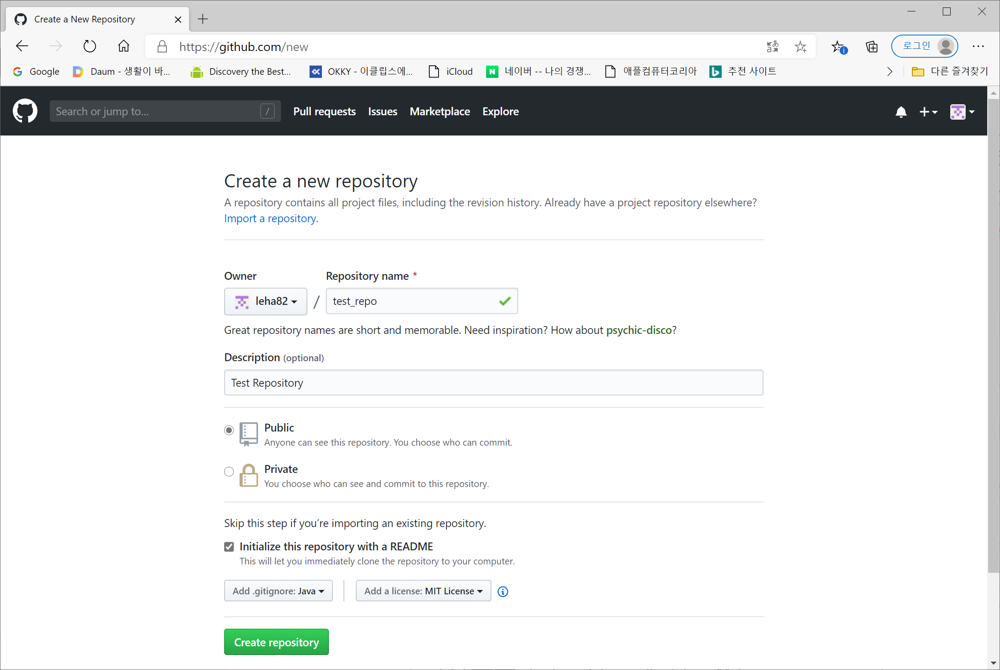 Create a New Repository
https://github.com/new
로그인
Google
Daum - 생활이 바...
Discovery the Best...
OKKY - 이클립스에...
iCloud
네이버 -- 나의 경쟁...
애플컴퓨터코리아
추천 사이트
다른 즐겨찾기
Search or jump to...
/
Pull requests
Issues
Marketplace
Explore
Create a new repository
A repository contains all project files, including the revision history. Already have a project repository elsewhere?
Import a repository.
Owner
Repository name *
leha82
/
test_repo
Great repository names are short and memorable. Need inspiration? How about psychic-disco?
Description (optional)
Test Repository
Public
Anyone can see this repository. You choose who can commit.
Private
You choose who can see and commit to this repository.
Skip this step if you’re importing an existing repository.
Initialize this repository with a README
This will let you immediately clone the repository to your computer.
Add .gitignore: Java
Add a license: MIT License
Create repository